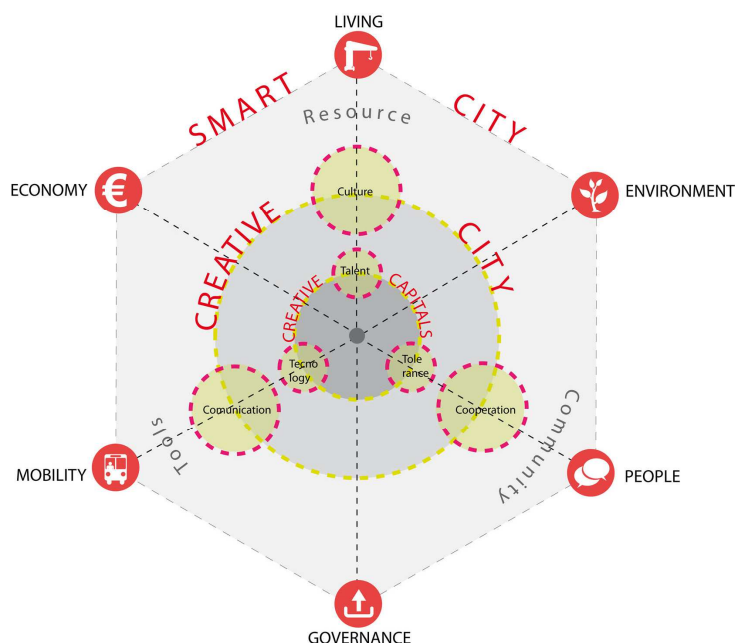 LIVING
SMART
CITY
Resource
ECONOMY
€
ENVIRONMENT
Culture
CREATIVE
CITY
Talent
CREATIVE
CAPITALS
Tecno
logy
Tole
rance
Comunication
Cooperation
Tools
Community
MOBILITY
PEOPLE
GOVERNANCE